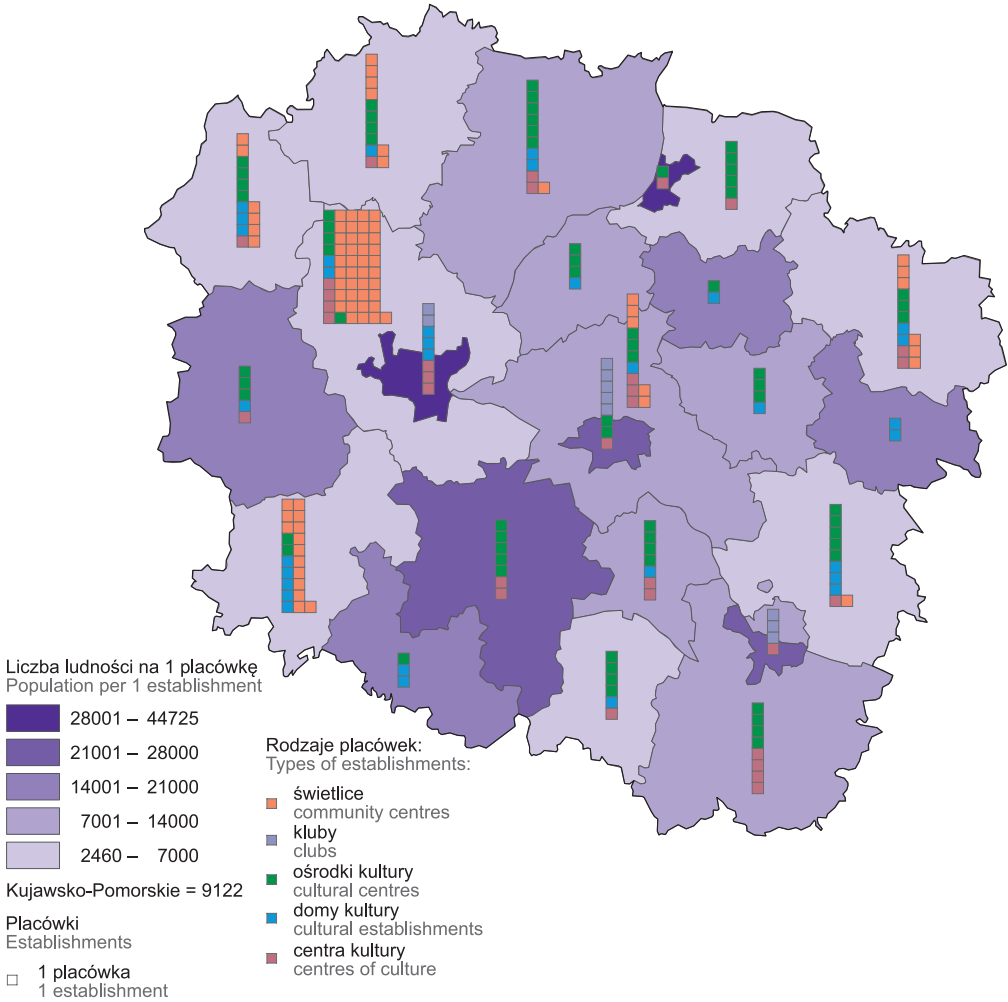 Liczba ludności na 1 placówkę
Population per 1 establishment
28001 – 44725
21001 – 28000
14001 – 21000
7001 – 14000
2460 – 7000
Kujawsko-Pomorskie = 9122
Placówki
Establishments
1 placówka
1 establishment
Rodzaje placówek:
Types of establishments:
świetlice
community centres
kluby
clubs
ośrodki kultury
cultural centres
domy kultury
cultural establishments
centra kultury
centres of culture